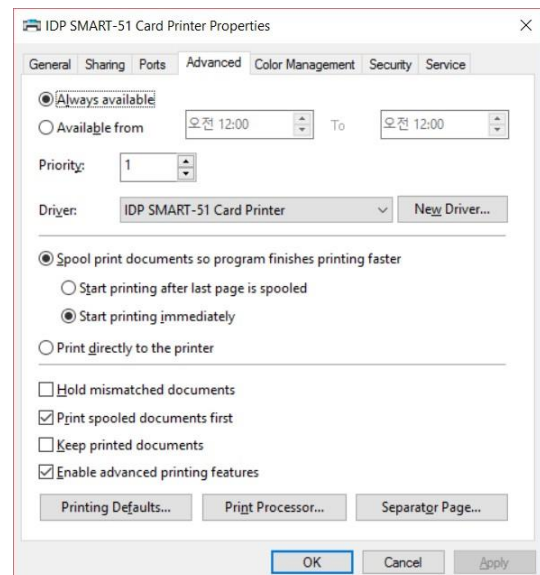 IDP SMART-51 Card Printer Properties
General Sharing Ports Advanced Color Management Security Service
Always available
Available from 오전 12:00 To 오전 12:00
Priority: 1
Driver: IDP SMART-51 Card Printer New Driver...
Spool print documents so program finishes printing faster
Start printing after last page is spooled
Start printing immediately
Print directly to the printer
Hold mismatched documents
Print spooled documents first
Keep printed documents
Enable advanced printing features
Printing Defaults... Print Processor... Separator Page...
OK Cancel Apply